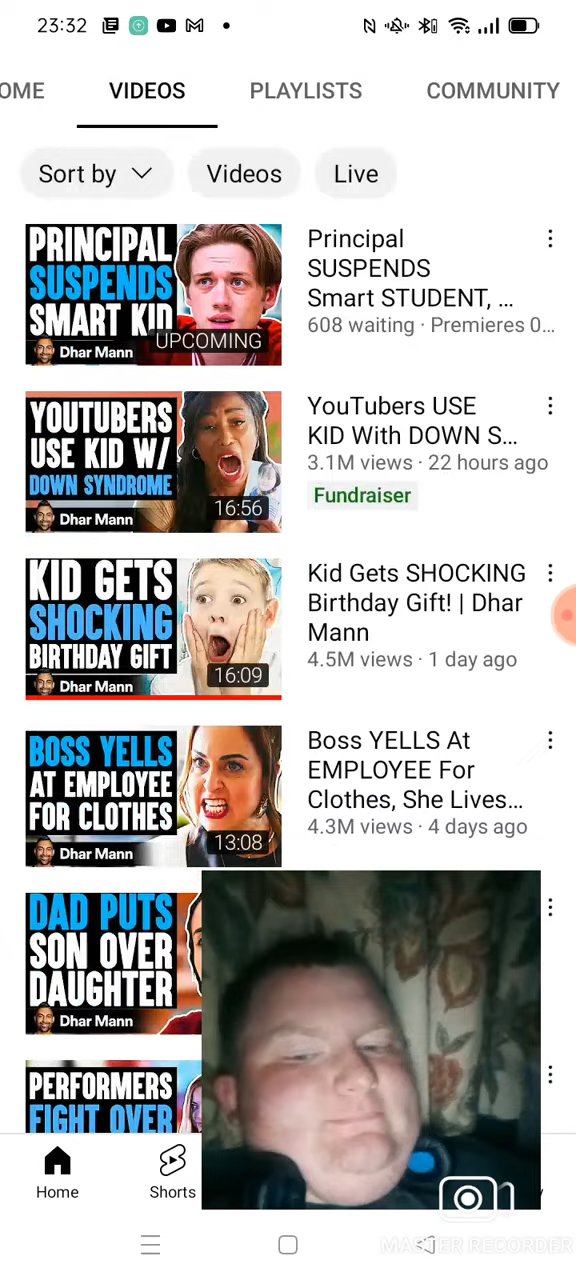 23:32
OME VIDEOS PLAYLISTS COMMUNITY
Sort by Videos Live
PRINCIPAL
SUSPENDS
SMART KID
UPCOMING
Dhar Mann
Principal
SUSPENDS
Smart STUDENT, ...
608 waiting · Premieres 0...
YOUTUBERS
USE KID W/
DOWN SYNDROME
16:56
Dhar Mann
YouTubers USE
KID With DOWN S...
3.1M views · 22 hours ago
Fundraiser
KID GETS
SHOCKING
BIRTHDAY GIFT
16:09
Dhar Mann
Kid Gets SHOCKING
Birthday Gift! | Dhar
Mann
4.5M views · 1 day ago
BOSS YELLS
AT EMPLOYEE
FOR CLOTHES
13:08
Dhar Mann
Boss YELLS At
EMPLOYEE For
Clothes, She Lives...
4.3M views · 4 days ago
DAD PUTS
SON OVER
DAUGHTER
Dhar Mann
PERFORMERS
FIGHT OVER
Home Shorts
MASTER RECORDER